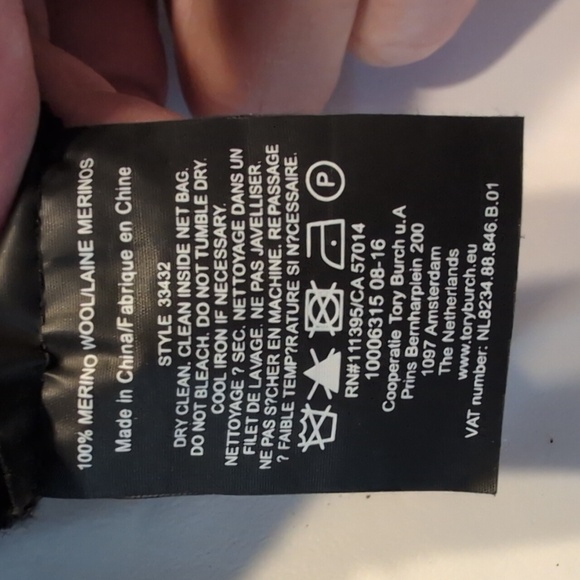 100% MERINO WOOL/LAINE MERINOS
Made in China/Fabrique en Chine
STYLE 33432
DRY CLEAN. CLEAN INSIDE NET BAG.
DO NOT BLEACH. DO NOT TUMBLE DRY.
COOL IRON IF NECESSARY.
NETTOYAGE ? SEC. NETTOYAGE DANS UN
FILET DE LAVAGE. NE PAS JAVELLISER.
NE PAS S?CHER EN MACHINE. REPASSAGE
? FAIBLE TEMP?RATURE SI N?CESSAIRE.
P
RN#111395/CA 57014
10006315 08-16
Cooperatie Tory Burch u.A
Prins Bernharplein 200
1097 Amsterdam
The Netherlands
www.toryburch.eu
VAT number: NL8234.88.846.B.01